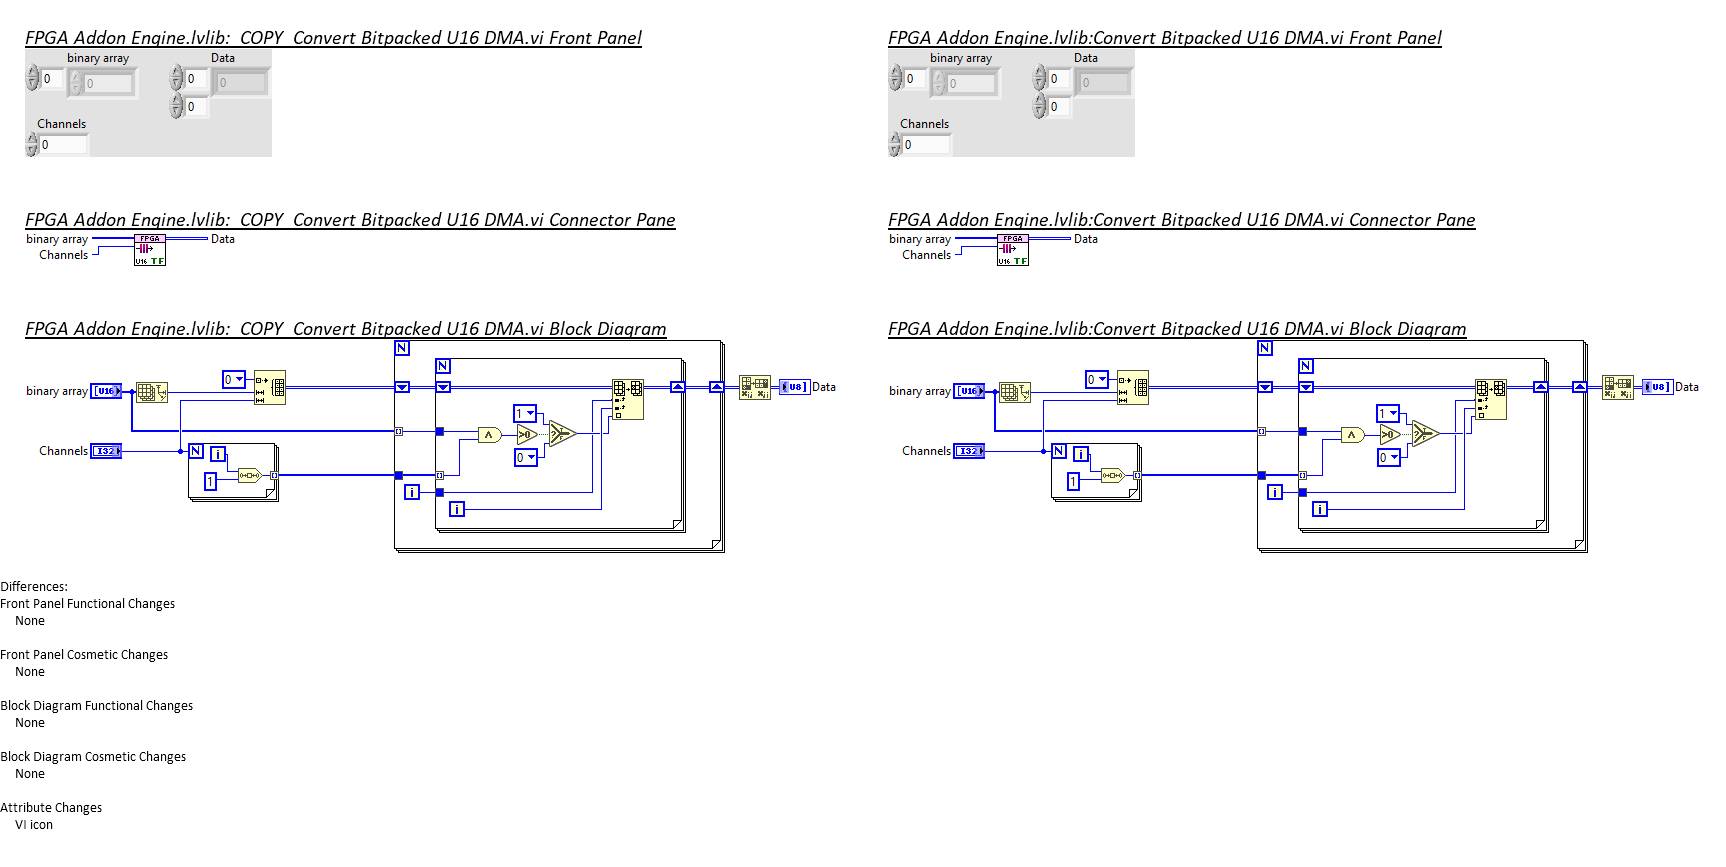 FPGA Addon Engine.lvlib:_COPY_Convert Bitpacked U16 DMA.vi Front Panel
binary array Data
0 0 0 0
0
Channels
0
FPGA Addon Engine.lvlib:Convert Bitpacked U16 DMA.vi Front Panel
binary array Data
0 0 0 0
0
Channels
0
FPGA Addon Engine.lvlib:_COPY_Convert Bitpacked U16 DMA.vi Connector Pane
binary array FPGA Data
Channels
U16 TF
FPGA Addon Engine.lvlib:Convert Bitpacked U16 DMA.vi Connector Pane
binary array FPGA Data
Channels
U16 TF
FPGA Addon Engine.lvlib:_COPY_Convert Bitpacked U16 DMA.vi Block Diagram
N
N
0
binary array [U16] U8] Data
1
>0
0
Channels I32 N i
1
i
i
FPGA Addon Engine.lvlib:Convert Bitpacked U16 DMA.vi Block Diagram
N
N
0
binary array [U16] U8] Data
1
>0
0
Channels I32 N i
1
i
i
Differences:
Front Panel Functional Changes
None
Front Panel Cosmetic Changes
None
Block Diagram Functional Changes
None
Block Diagram Cosmetic Changes
None
Attribute Changes
VI icon